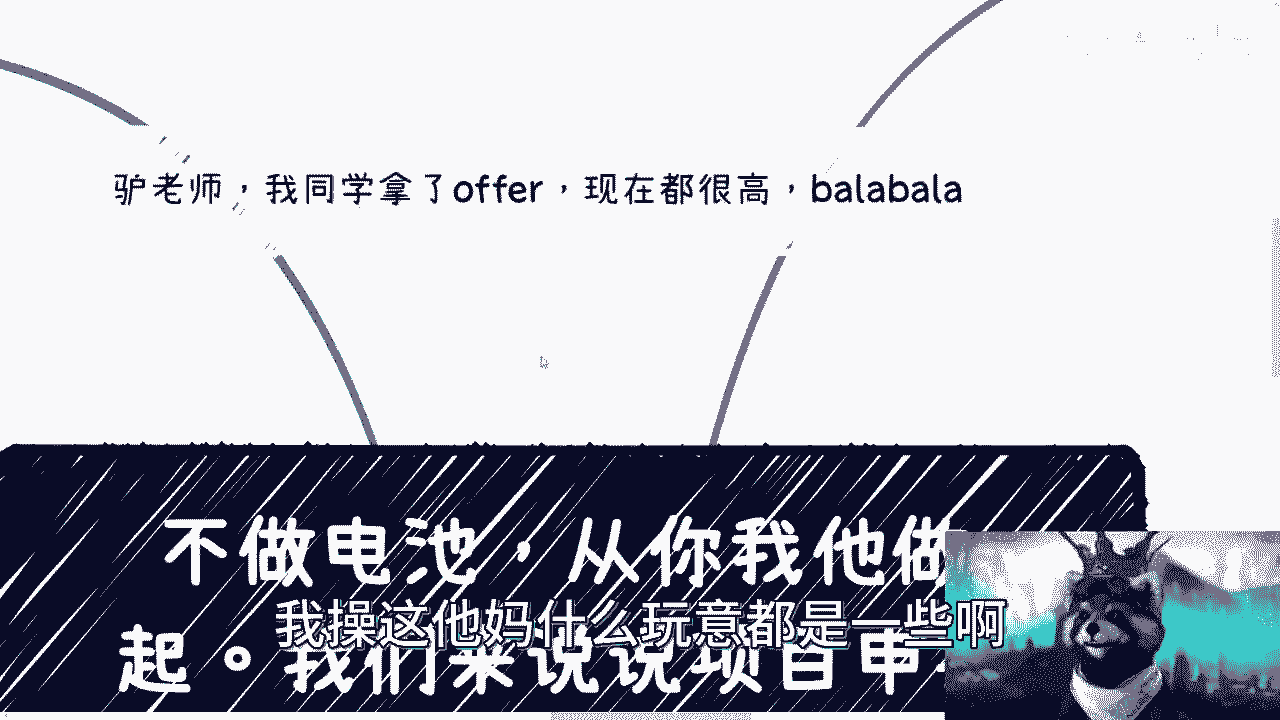 驴老师，我同学拿了offer，现在都很高，balabala
不做电池，从你我他做
我操这他妈什么玩意都是一些啊
起。我们来说说项目申